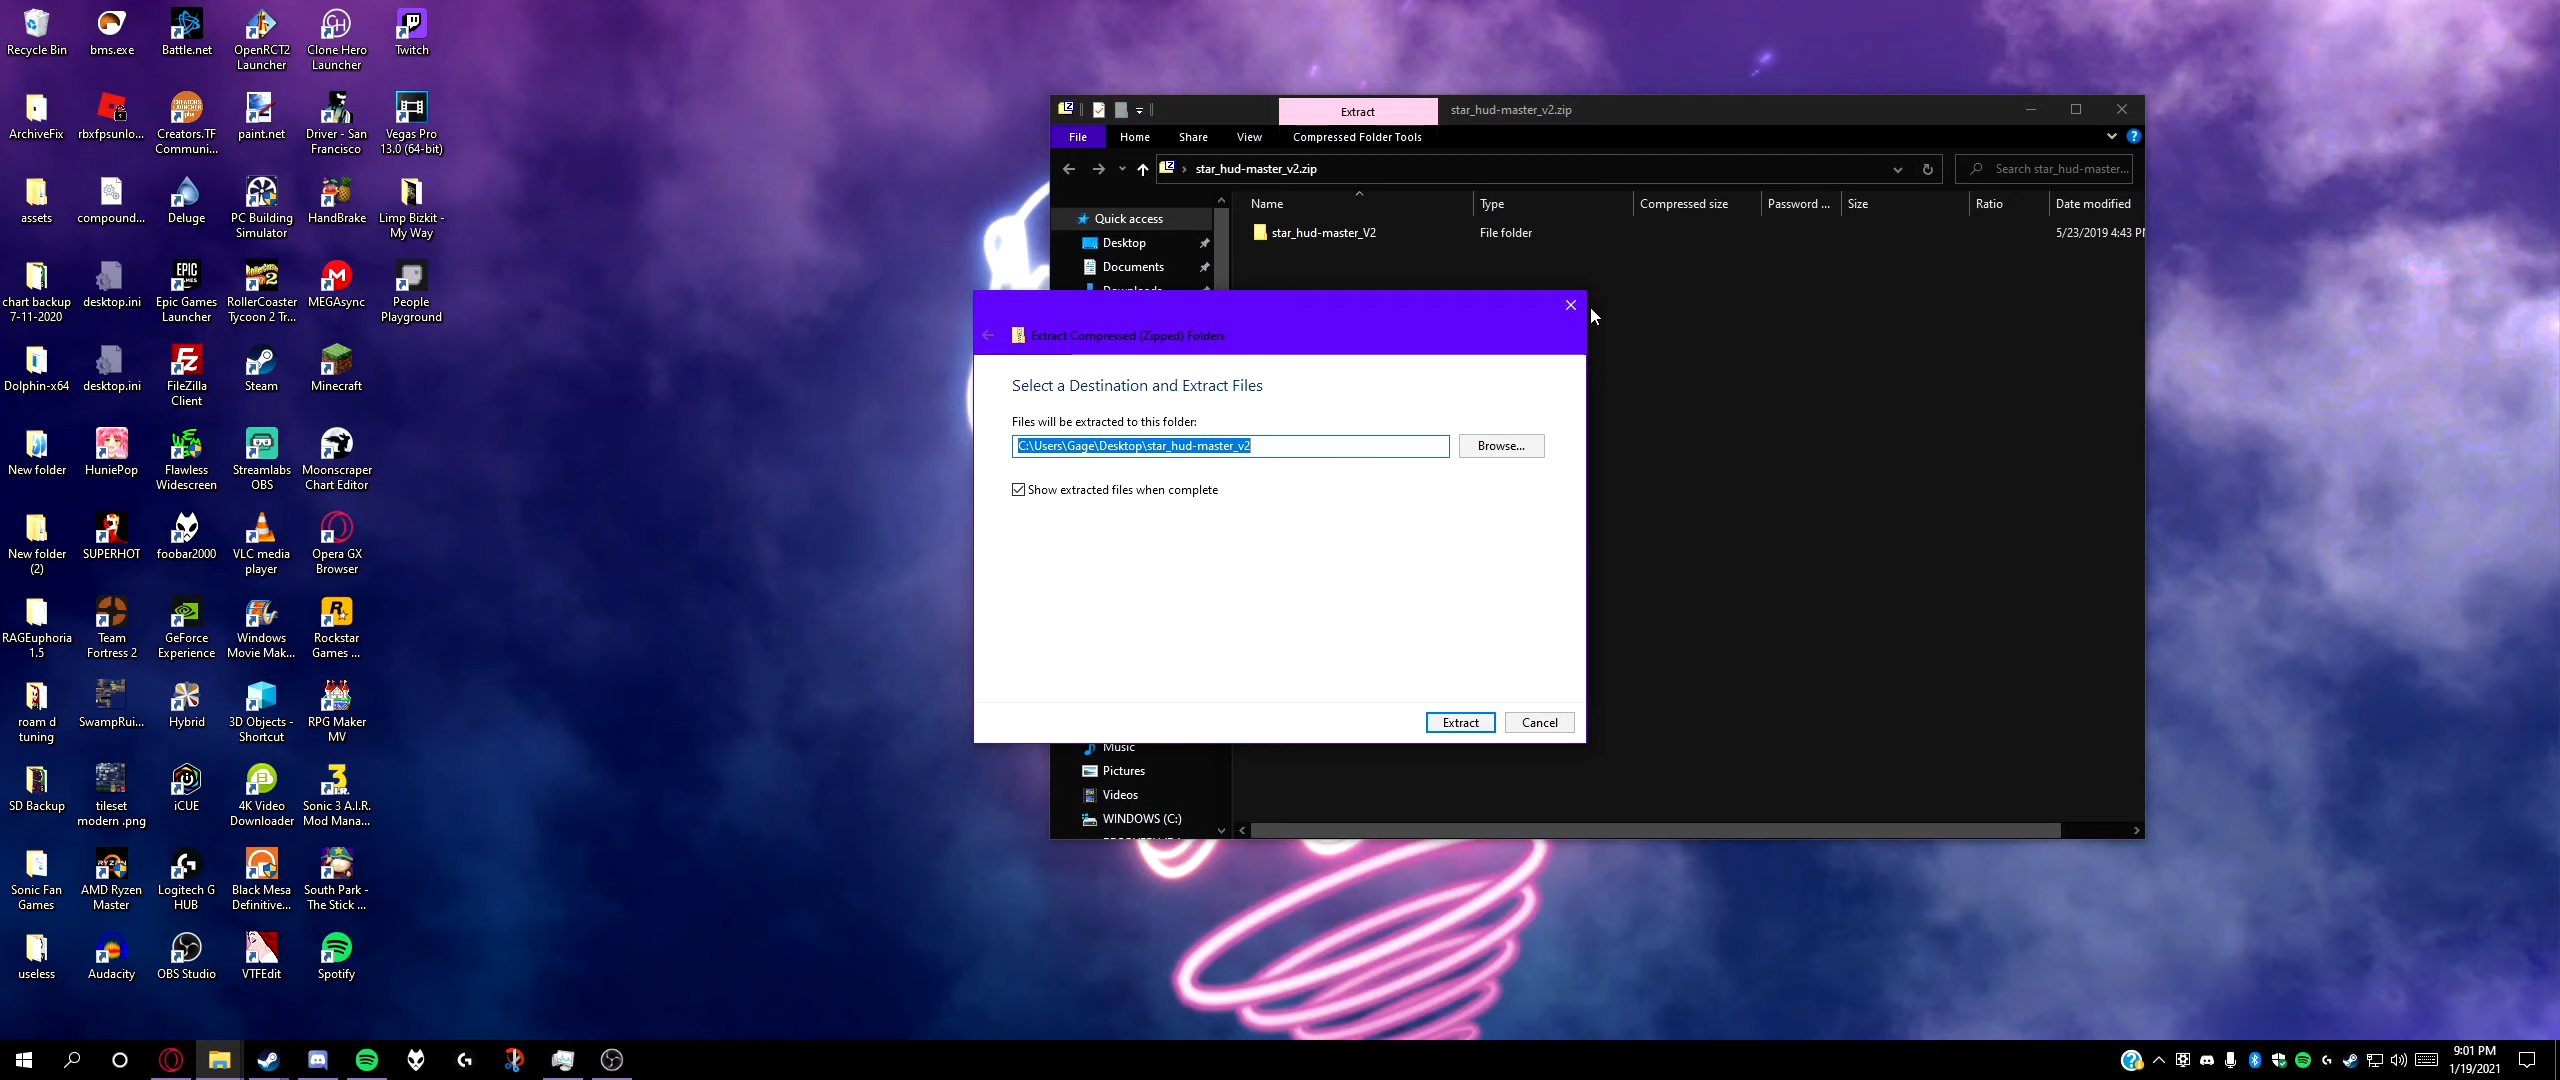 Recycle Bin
bms.exe
Battle.net
OpenRCT2
Launcher
Clone Hero
Launcher
Twitch
ArchiveFix
rbxfpsunlo...
Creators.TF
Communi...
paint.net
Driver - San
Francisco
Vegas Pro
13.0 (64-bit)
assets
compound...
Deluge
PC Building
Simulator
HandBrake
Limp Bizkit -
My Way
chart backup
7-11-2020
desktop.ini
Epic Games
Launcher
RollerCoaster
Tycoon 2 Tr...
MEGAsync
People
Playground
Dolphin-x64
desktop.ini
FileZilla
Client
Steam
Minecraft
New folder
HuniePop
Flawless
Widescreen
Streamlabs
OBS
Moonscraper
Chart Editor
New folder
(2)
SUPERHOT
foobar2000
VLC media
player
Opera GX
Browser
RAGEuphoria
1.5
Team
Fortress 2
GeForce
Experience
Windows
Movie Mak...
Rockstar
Games ...
roam d
tuning
SwampRui...
Hybrid
3D Objects -
Shortcut
RPG Maker
MV
SD Backup
tileset
modern .png
iCUE
4K Video
Downloader
Sonic 3 A.I.R.
Mod Mana...
Sonic Fan
Games
AMD Ryzen
Master
Logitech G
HUB
Black Mesa
Definitive...
South Park -
The Stick ...
useless
Audacity
OBS Studio
VTFEdit
Spotify
Extract
star_hud-master_v2.zip
File
Home
Share
View
Compressed Folder Tools
star_hud-master_v2.zip
Search star_hud-master...
Name
Type
Compressed size
Password ...
Size
Ratio
Date modified
Quick access
Desktop
Documents
star_hud-master_V2
File folder
5/23/2019 4:43 PM
Extract Compressed (Zipped) Folders
Select a Destination and Extract Files
Files will be extracted to this folder:
C:\Users\Gage\Desktop\star_hud-master_v2
Browse...
Show extracted files when complete
Extract
Cancel
Music
Pictures
Videos
WINDOWS (C:)
9:01 PM
1/19/2021